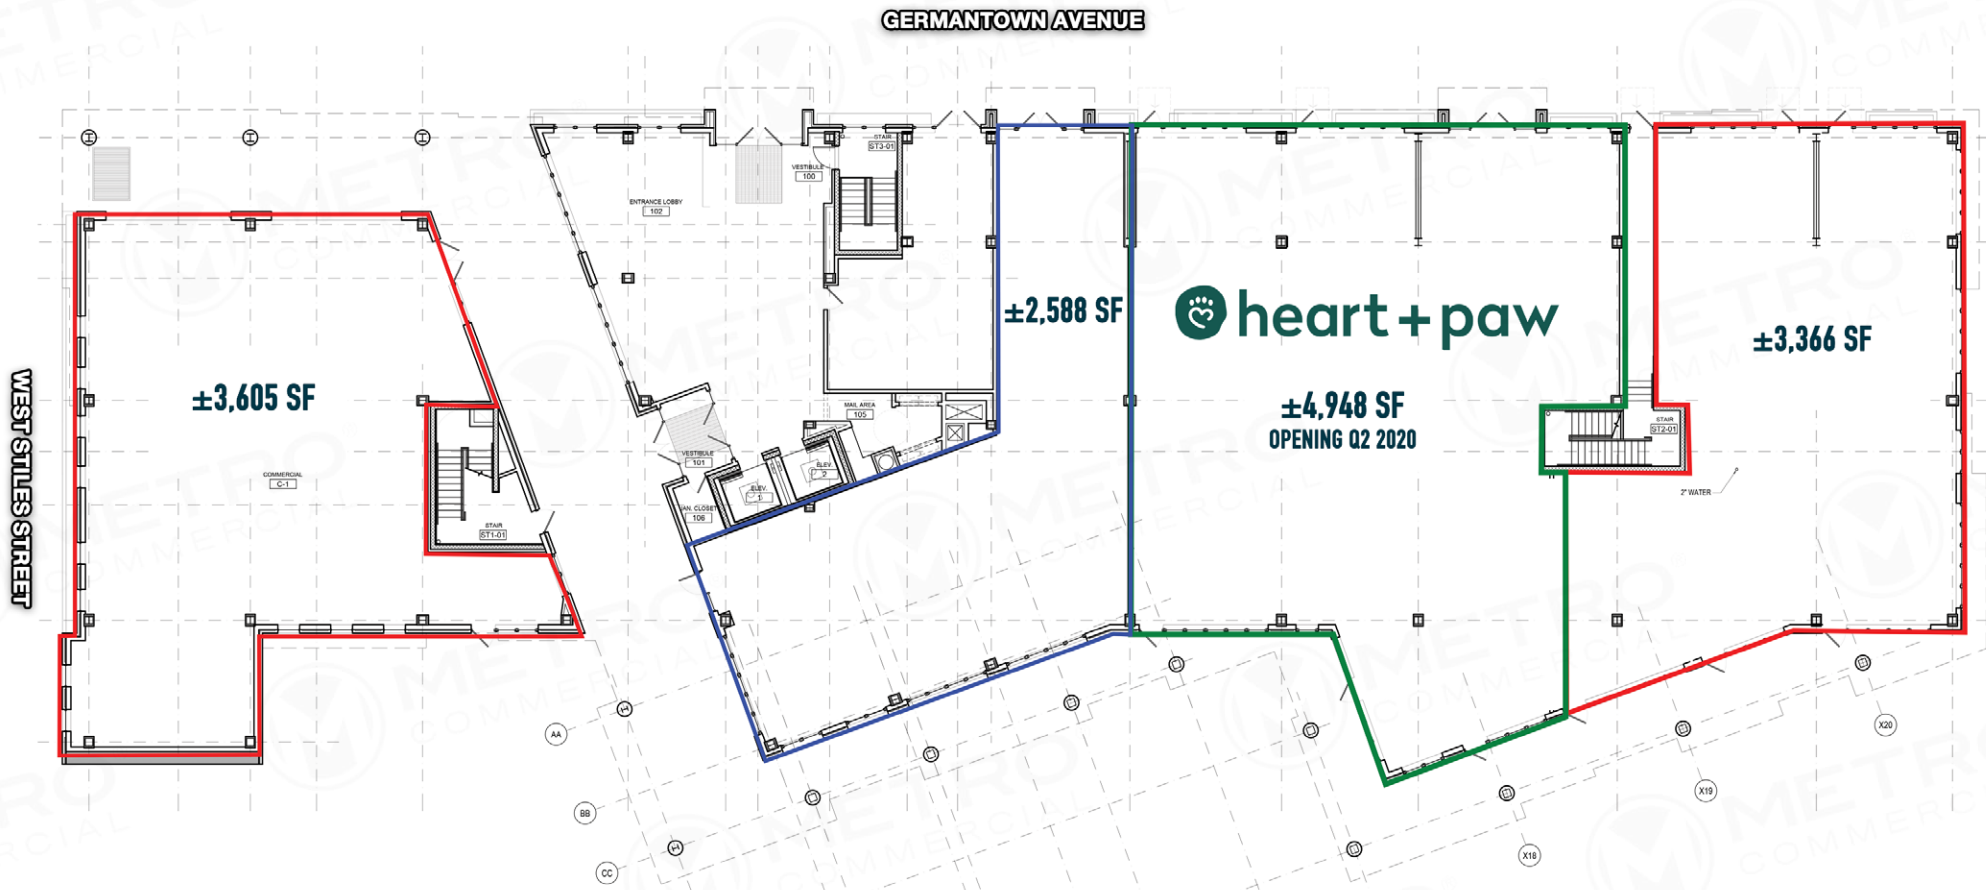 GERMANTOWN AVENUE
WEST STILES STREET
±3,605 SF
COMMERCIAL
C-1
STAIR
ST1-01
ENTRANCE LOBBY
102
VESTIBULE
100
STAIR
ST3-01
MAIL AREA
105
VESTIBULE
101
ELEV.
1
ELEV.
2
JAN. CLOSET
106
±2,588 SF
heart+paw
±4,948 SF
OPENING Q2 2020
±3,366 SF
STAIR
ST2-01
2" WATER
AA
BB
CC
X18
X19
X20
METRO
COMMERCIAL